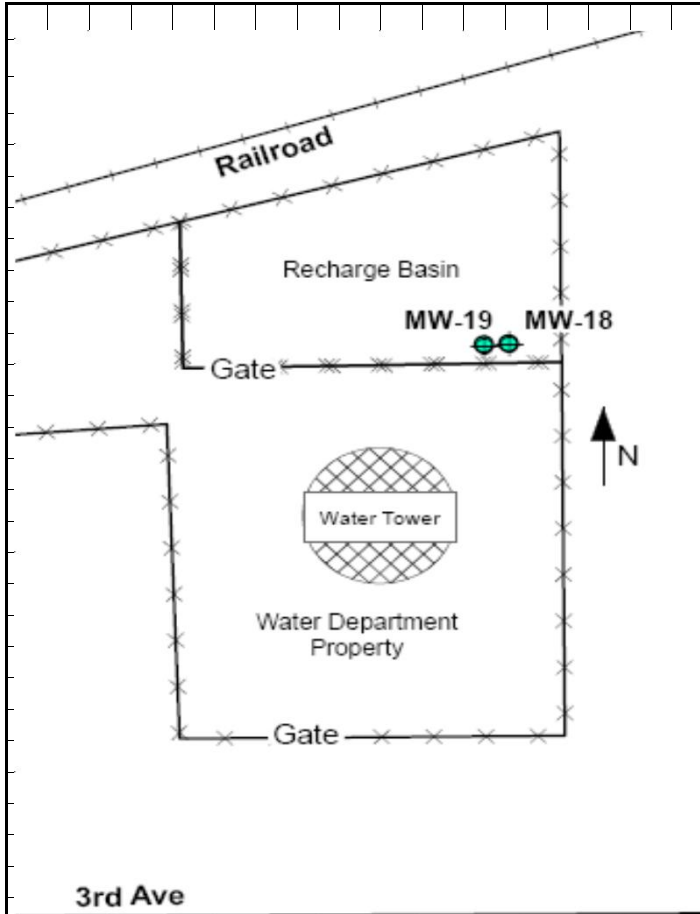 Railroad
Recharge Basin
MW-19 MW-18
Gate
N
Water Tower
Water Department
Property
Gate
3rd Ave